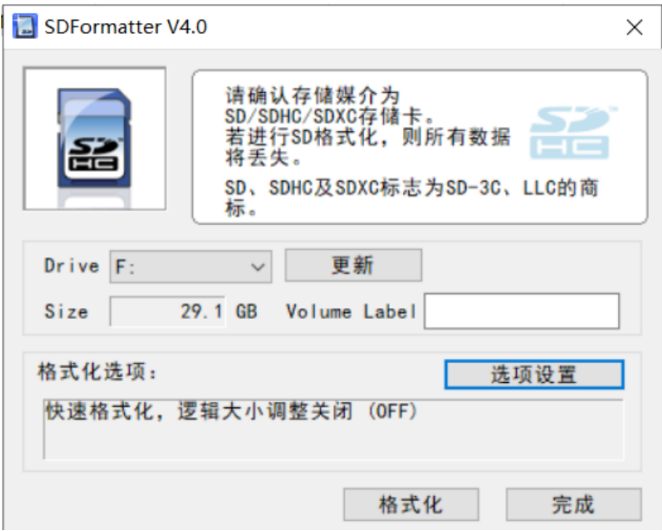 SDFormatter V4.0
SD
HC
请确认存储媒介为
SD/SDHC/SDXC存储卡。
若进行SD格式化，则所有数据
将丢失。
SD、SDHC及SDXC标志为SD-3C、LLC的商
标。
SD
HC
Drive F: 更新
Size 29.1 GB Volume Label
格式化选项: 选项设置
快速格式化，逻辑大小调整关闭 (OFF)
格式化 完成